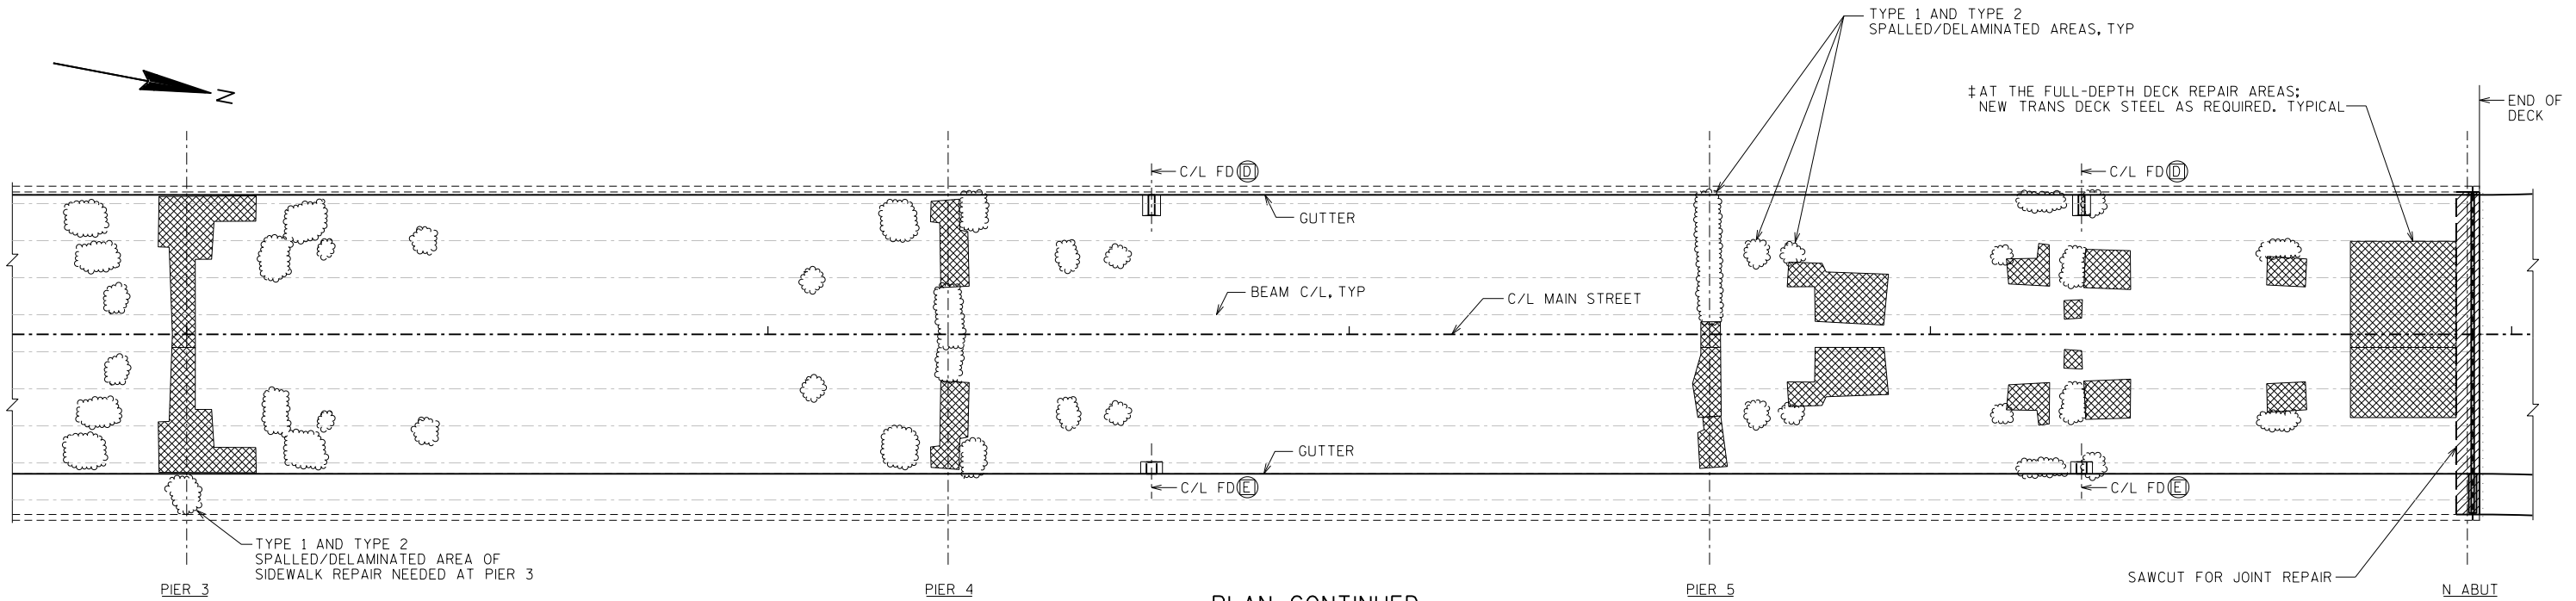 TYPE 1 AND TYPE 2
SPALLED/DELAMINATED AREAS, TYP
‡ AT THE FULL-DEPTH DECK REPAIR AREAS;
NEW TRANS DECK STEEL AS REQUIRED. TYPICAL
END OF
DECK
N
C/L FD D
C/L FD D
GUTTER
BEAM C/L, TYP
C/L MAIN STREET
GUTTER
C/L FD E
C/L FD E
TYPE 1 AND TYPE 2
SPALLED/DELAMINATED AREA OF
SIDEWALK REPAIR NEEDED AT PIER 3
SAWCUT FOR JOINT REPAIR
PIER 3
PIER 4
PIER 5
N ABUT
PLAN CONTINUED